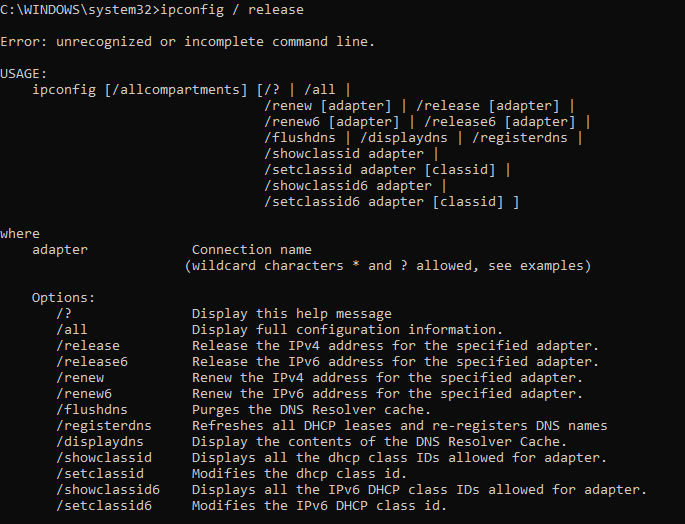 C:\WINDOWS\system32>ipconfig / release
Error: unrecognized or incomplete command line.
USAGE:
ipconfig [/allcompartments] [/? | /all |
/renew [adapter] | /release [adapter] |
/renew6 [adapter] | /release6 [adapter] |
/flushdns | /displaydns | /registerdns |
/showclassid adapter |
/setclassid adapter [classid] |
/showclassid6 adapter |
/setclassid6 adapter [classid] ]
where
adapter Connection name
(wildcard characters * and ? allowed, see examples)
Options:
/? Display this help message
/all Display full configuration information.
/release Release the IPv4 address for the specified adapter.
/release6 Release the IPv6 address for the specified adapter.
/renew Renew the IPv4 address for the specified adapter.
/renew6 Renew the IPv6 address for the specified adapter.
/flushdns Purges the DNS Resolver cache.
/registerdns Refreshes all DHCP leases and re-registers DNS names
/displaydns Display the contents of the DNS Resolver Cache.
/showclassid Displays all the dhcp class IDs allowed for adapter.
/setclassid Modifies the dhcp class id.
/showclassid6 Displays all the IPv6 DHCP class IDs allowed for adapter.
/setclassid6 Modifies the IPv6 DHCP class id.